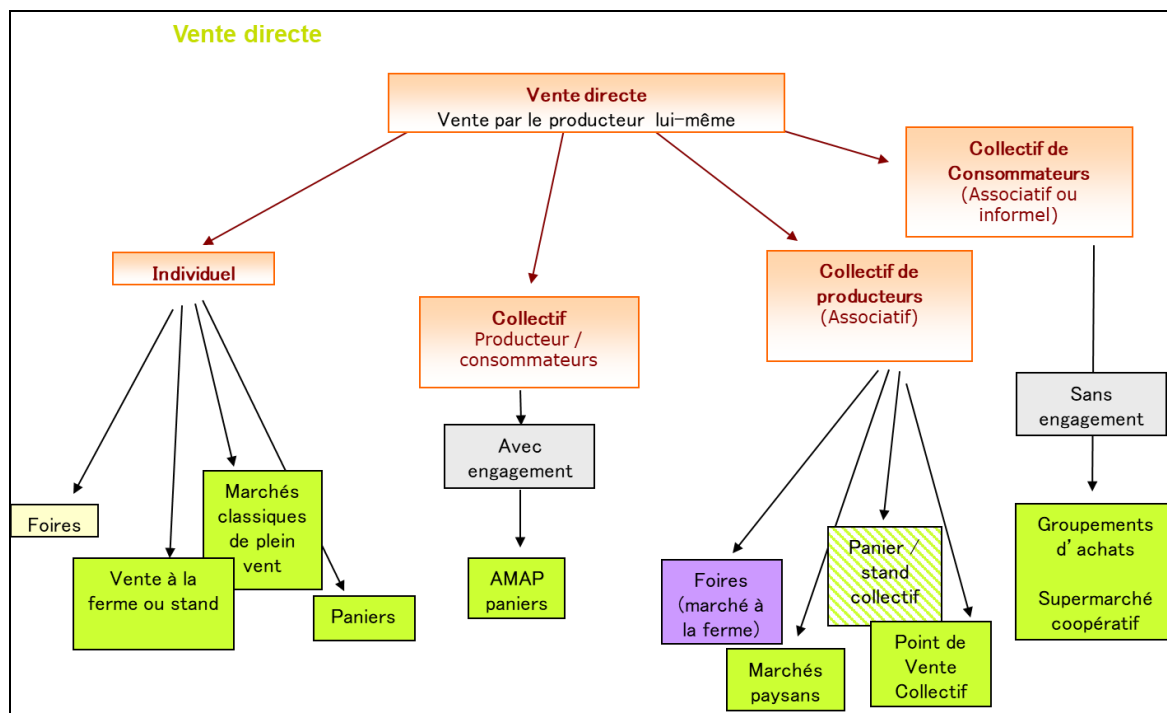 Vente directe
Vente directe
Vente par le producteur lui-même
Collectif de
Consommateurs
(Associatif ou
informel)
Individuel
Collectif
Producteur /
consommateurs
Collectif de
producteurs
(Associatif)
Sans
engagement
Avec
engagement
Foires
Marchés
classiques
de plein
vent
Vente à la
ferme ou stand
Paniers
AMAP
paniers
Foires
(marché à
la ferme)
Marchés
paysans
Panier /
stand
collectif
Point de
Vente
Collectif
Groupements
d'achats
Supermarché
coopératif